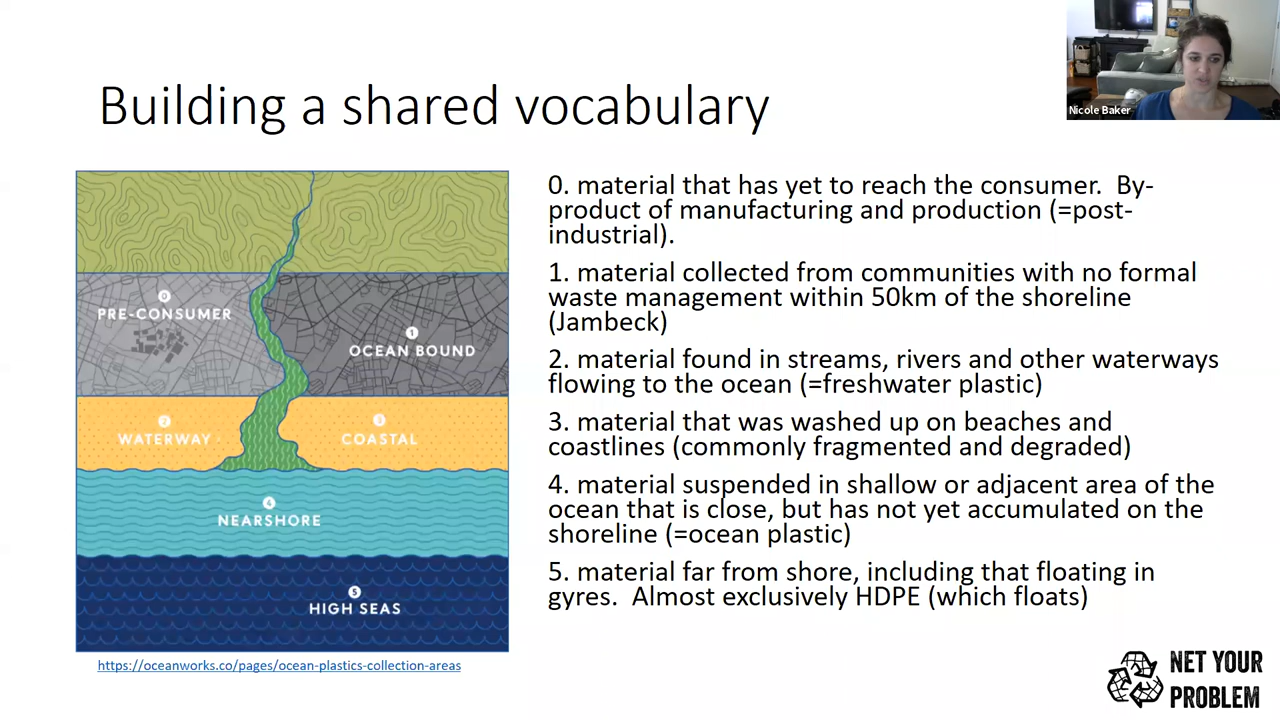 Nicole Baker
Building a shared vocabulary
0
PRE-CONSUMER
1
OCEAN BOUND
2
WATERWAY
3
COASTAL
4
NEARSHORE
5
HIGH SEAS
https://oceanworks.co/pages/ocean-plastics-collection-areas
0. material that has yet to reach the consumer.  By-
product of manufacturing and production (=post-
industrial).
1. material collected from communities with no formal
waste management within 50km of the shoreline
(Jambeck)
2. material found in streams, rivers and other waterways
flowing to the ocean (=freshwater plastic)
3. material that was washed up on beaches and
coastlines (commonly fragmented and degraded)
4. material suspended in shallow or adjacent area of the
ocean that is close, but has not yet accumulated on the
shoreline (=ocean plastic)
5. material far from shore, including that floating in
gyres.  Almost exclusively HDPE (which floats)
NET YOUR
PROBLEM